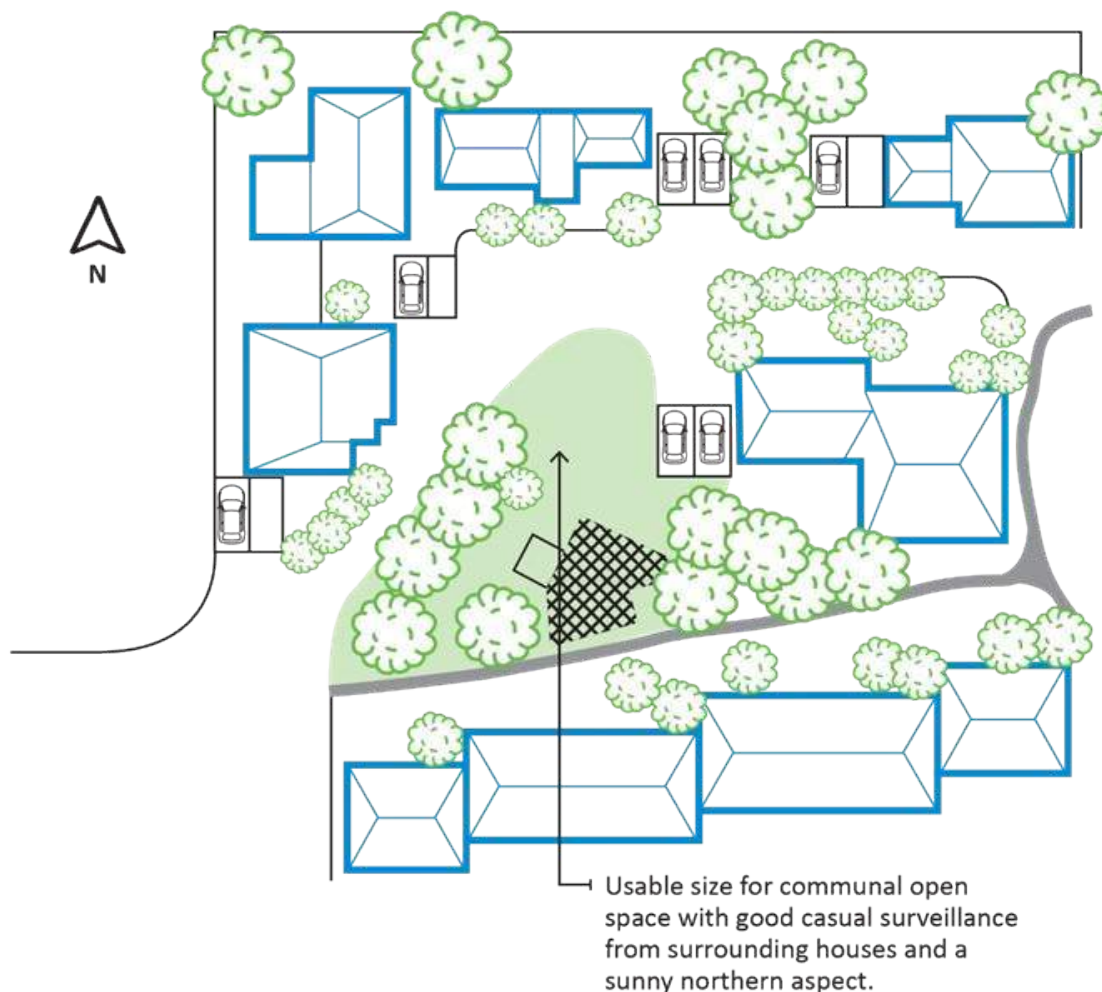 N
Usable size for communal open
space with good casual surveillance
from surrounding houses and a
sunny northern aspect.